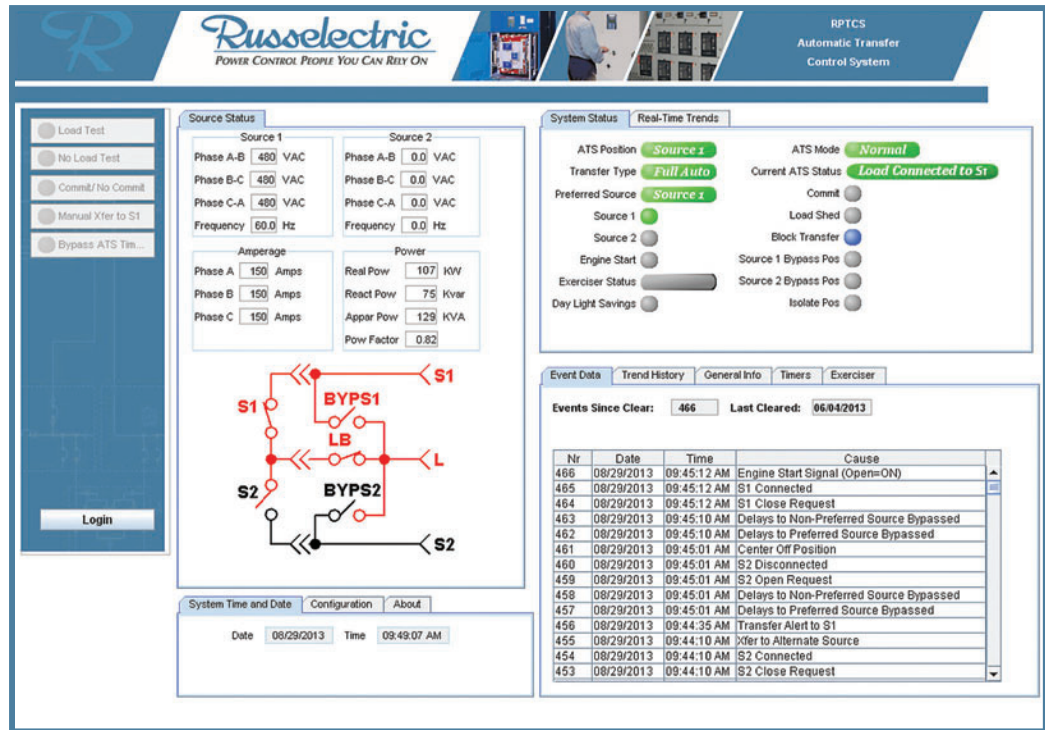 Russelectric
POWER CONTROL PEOPLE YOU CAN RELY ON
RPTCS
Automatic Transfer
Control System
Load Test
No Load Test
Commit/ No Commit
Manual Xfer to S1
Bypass ATS Tim...
Login
Source Status
Source 1
Phase A-B 480 VAC
Phase B-C 480 VAC
Phase C-A 480 VAC
Frequency 60.0 Hz
Source 2
Phase A-B 0.0 VAC
Phase B-C 0.0 VAC
Phase C-A 0.0 VAC
Frequency 0.0 Hz
Amperage
Phase A 150 Amps
Phase B 150 Amps
Phase C 150 Amps
Power
Real Pow 107 KW
React Pow 75 Kvar
Appar Pow 129 KVA
Pow Factor 0.82
S1
S1
BYPS1
LB
L
S2
BYPS2
S2
System Time and Date Configuration About
Date 08/29/2013 Time 09:49:07 AM
System Status Real-Time Trends
ATS Position Source 1
Transfer Type Full Auto
Preferred Source Source 1
Source 1
Source 2
Engine Start
Exerciser Status
Day Light Savings
ATS Mode Normal
Current ATS Status Load Connected to S1
Commit
Load Shed
Block Transfer
Source 1 Bypass Pos
Source 2 Bypass Pos
Isolate Pos
Event Data Trend History General Info Timers Exerciser
Events Since Clear: 466 Last Cleared: 06/04/2013
Nr Date Time Cause
466 08/29/2013 09:45:12 AM Engine Start Signal (Open=ON)
465 08/29/2013 09:45:12 AM S1 Connected
464 08/29/2013 09:45:12 AM S1 Close Request
463 08/29/2013 09:45:10 AM Delays to Non-Preferred Source Bypassed
462 08/29/2013 09:45:10 AM Delays to Preferred Source Bypassed
461 08/29/2013 09:45:01 AM Center Off Position
460 08/29/2013 09:45:01 AM S2 Disconnected
459 08/29/2013 09:45:01 AM S2 Open Request
458 08/29/2013 09:45:01 AM Delays to Non-Preferred Source Bypassed
457 08/29/2013 09:45:01 AM Delays to Preferred Source Bypassed
456 08/29/2013 09:44:35 AM Transfer Alert to S1
455 08/29/2013 09:44:10 AM Xfer to Alternate Source
454 08/29/2013 09:44:10 AM S2 Connected
453 08/29/2013 09:44:10 AM S2 Close Request